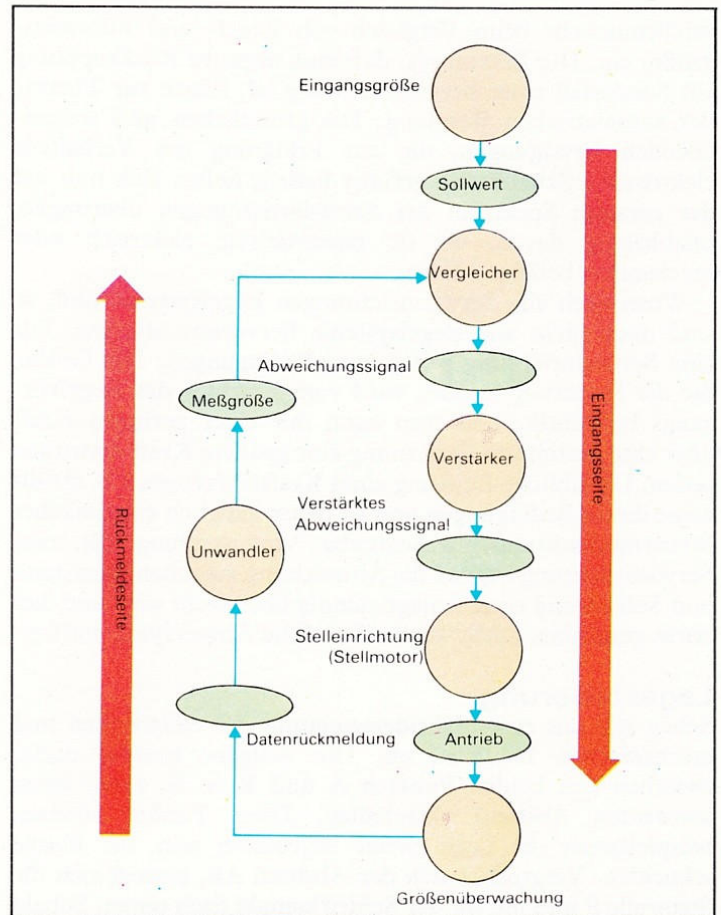 Eingangsgröße
Sollwert
Vergleicher
Abweichungssignal
Meßgröße
Verstärker
Verstärktes
Abweichungssignal
Unwandler
Stelleinrichtung
(Stellmotor)
Datenrückmeldung
Antrieb
Größenüberwachung
Rückmeldeseite
Eingangsseite